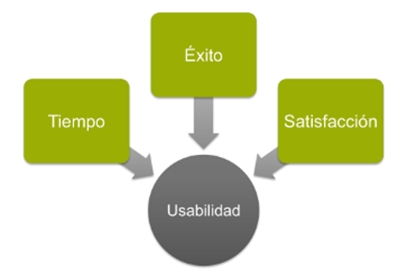 Éxito
Tiempo
Satisfacción
Usabilidad